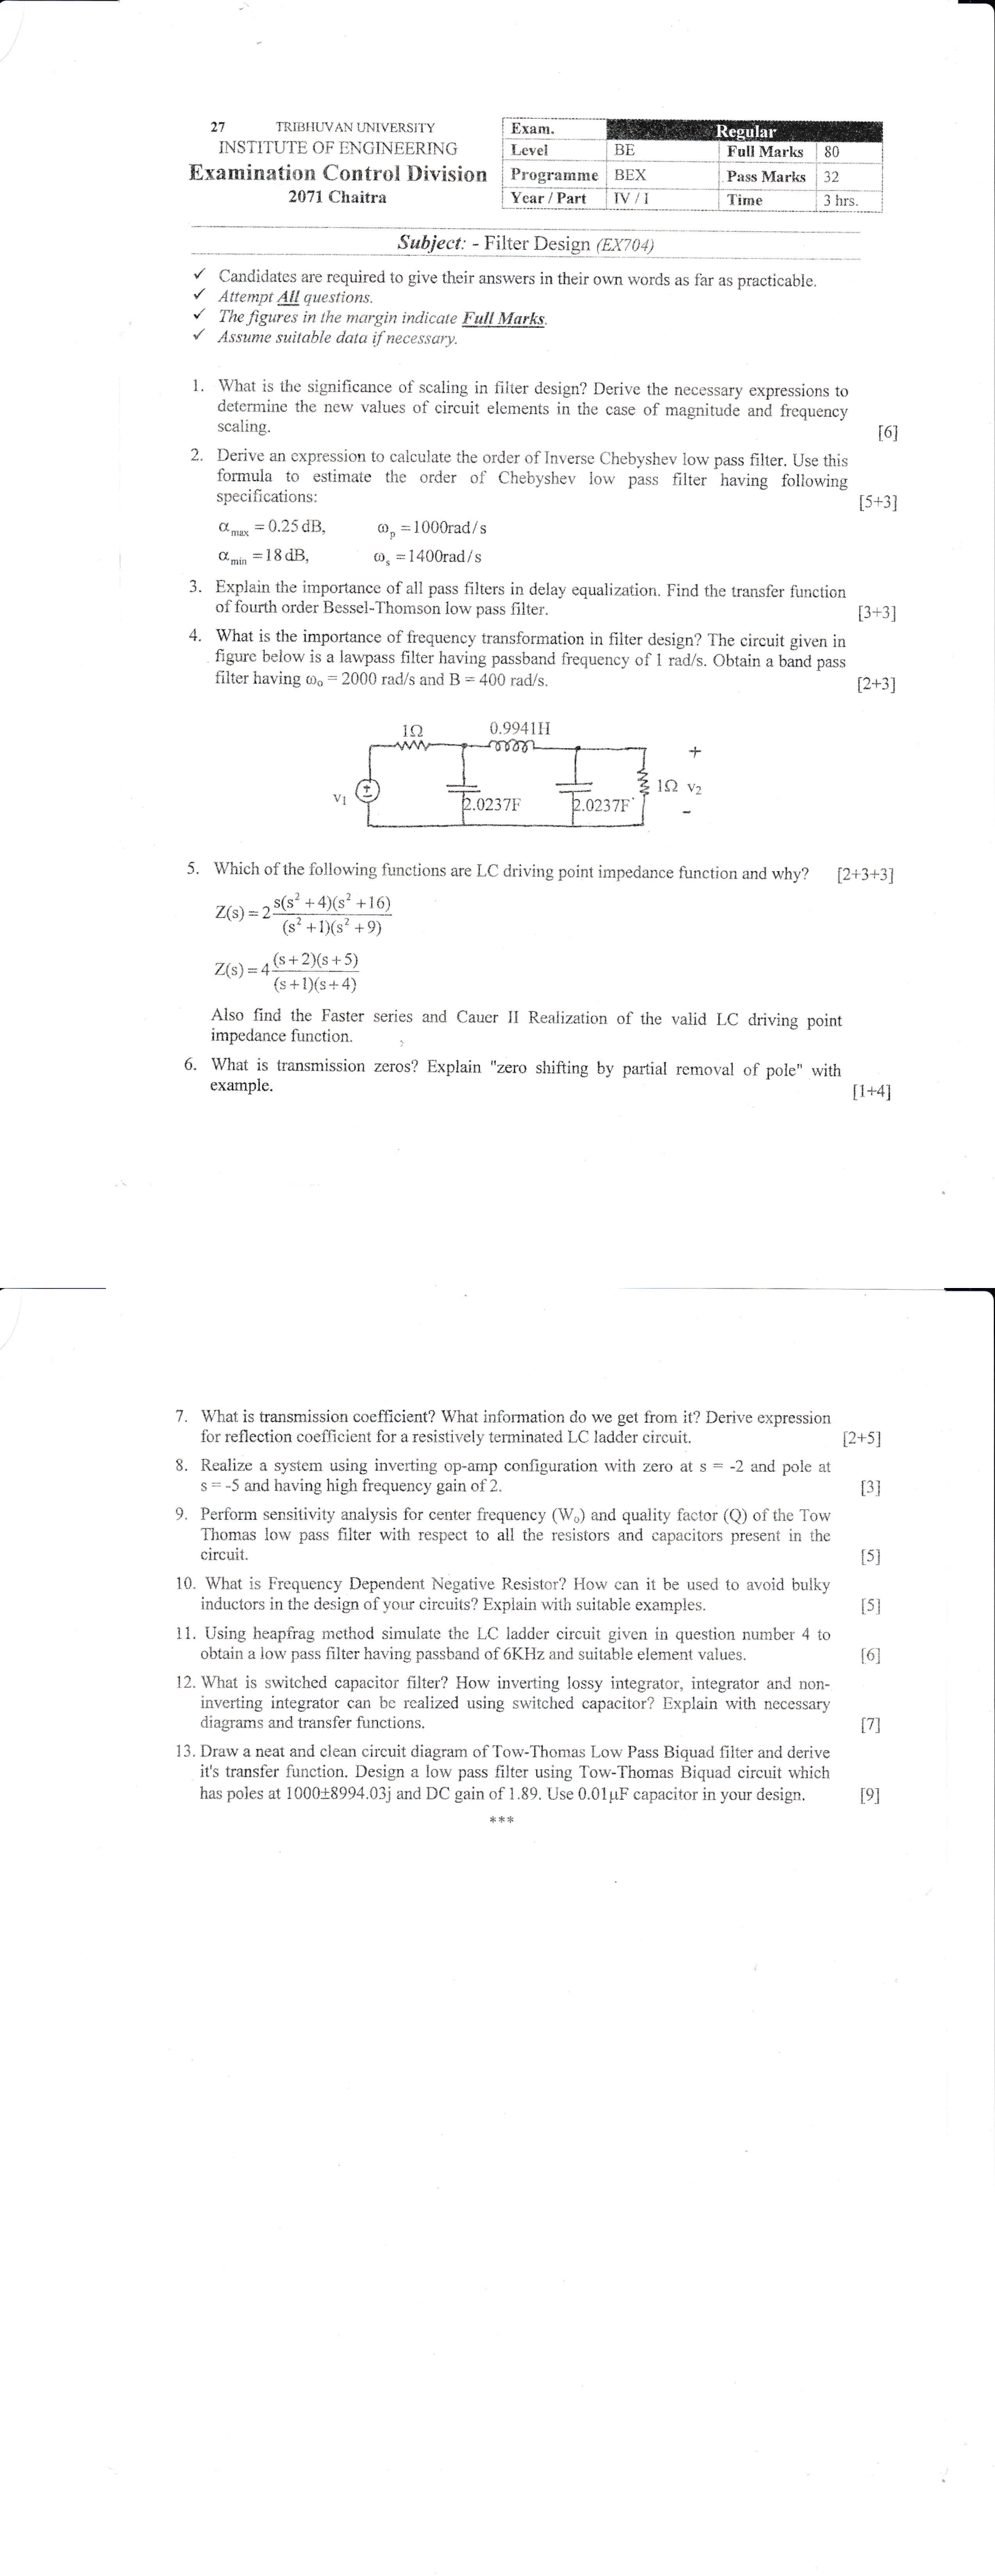 27 TRIBHUVAN UNIVERSITY
INSTITUTE OF ENGINEERING
Examination Control Division
2071 Chaitra
Exam. Regular
Level BE Full Marks 80
Programme BEX Pass Marks 32
Year / Part IV / I Time 3 hrs.
Subject: - Filter Design (EX704)
✓ Candidates are required to give their answers in their own words as far as practicable.
✓ Attempt All questions.
✓ The figures in the margin indicate Full Marks.
✓ Assume suitable data if necessary.
1. What is the significance of scaling in filter design? Derive the necessary expressions to
determine the new values of circuit elements in the case of magnitude and frequency
scaling. [6]
2. Derive an expression to calculate the order of Inverse Chebyshev low pass filter. Use this
formula to estimate the order of Chebyshev low pass filter having following
specifications: [5+3]
α max = 0.25 dB, ωp = 1000rad/s
α min = 18 dB, ωs = 1400rad/s
3. Explain the importance of all pass filters in delay equalization. Find the transfer function
of fourth order Bessel-Thomson low pass filter. [3+3]
4. What is the importance of frequency transformation in filter design? The circuit given in
figure below is a lawpass filter having passband frequency of 1 rad/s. Obtain a band pass
filter having ωo = 2000 rad/s and B = 400 rad/s. [2+3]
1Ω 0.9941H
+
v1 2.0237F 2.0237F 1Ω v2
-
5. Which of the following functions are LC driving point impedance function and why? [2+3+3]
Z(s) = 2 s(s² + 4)(s² + 16) / (s² + 1)(s² + 9)
Z(s) = 4 (s + 2)(s + 5) / (s + 1)(s + 4)
Also find the Faster series and Cauer II Realization of the valid LC driving point
impedance function.
6. What is transmission zeros? Explain "zero shifting by partial removal of pole" with
example. [1+4]
7. What is transmission coefficient? What information do we get from it? Derive expression
for reflection coefficient for a resistively terminated LC ladder circuit. [2+5]
8. Realize a system using inverting op-amp configuration with zero at s = -2 and pole at
s = -5 and having high frequency gain of 2. [3]
9. Perform sensitivity analysis for center frequency (Wo) and quality factor (Q) of the Tow
Thomas low pass filter with respect to all the resistors and capacitors present in the
circuit. [5]
10. What is Frequency Dependent Negative Resistor? How can it be used to avoid bulky
inductors in the design of your circuits? Explain with suitable examples. [5]
11. Using heapfrag method simulate the LC ladder circuit given in question number 4 to
obtain a low pass filter having passband of 6KHz and suitable element values. [6]
12. What is switched capacitor filter? How inverting lossy integrator, integrator and non-
inverting integrator can be realized using switched capacitor? Explain with necessary
diagrams and transfer functions. [7]
13. Draw a neat and clean circuit diagram of Tow-Thomas Low Pass Biquad filter and derive
it's transfer function. Design a low pass filter using Tow-Thomas Biquad circuit which
has poles at 1000±8994.03j and DC gain of 1.89. Use 0.01μF capacitor in your design. [9]
***